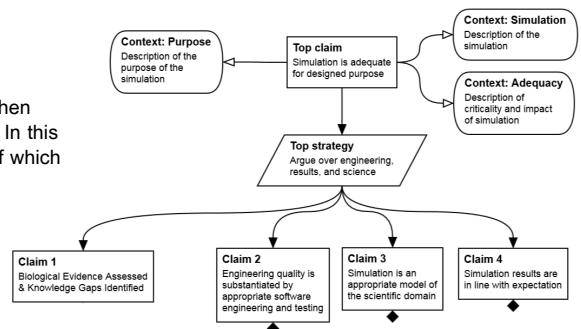 hen
In this
f which
Context: Purpose
Description of the
purpose of the
simulation
Top claim
Simulation is adequate
for designed purpose
Context: Simulation
Description of the
simulation
Context: Adequacy
Description of
criticality and impact
of simulation
Top strategy
Argue over engineering,
results, and science
Claim 1
Biological Evidence Assessed
& Knowledge Gaps Identified
Claim 2
Engineering quality is
substantiated by
appropriate software
engineering and testing
Claim 3
Simulation is an
appropriate model of
the scientific domain
Claim 4
Simulation results are
in line with expectation